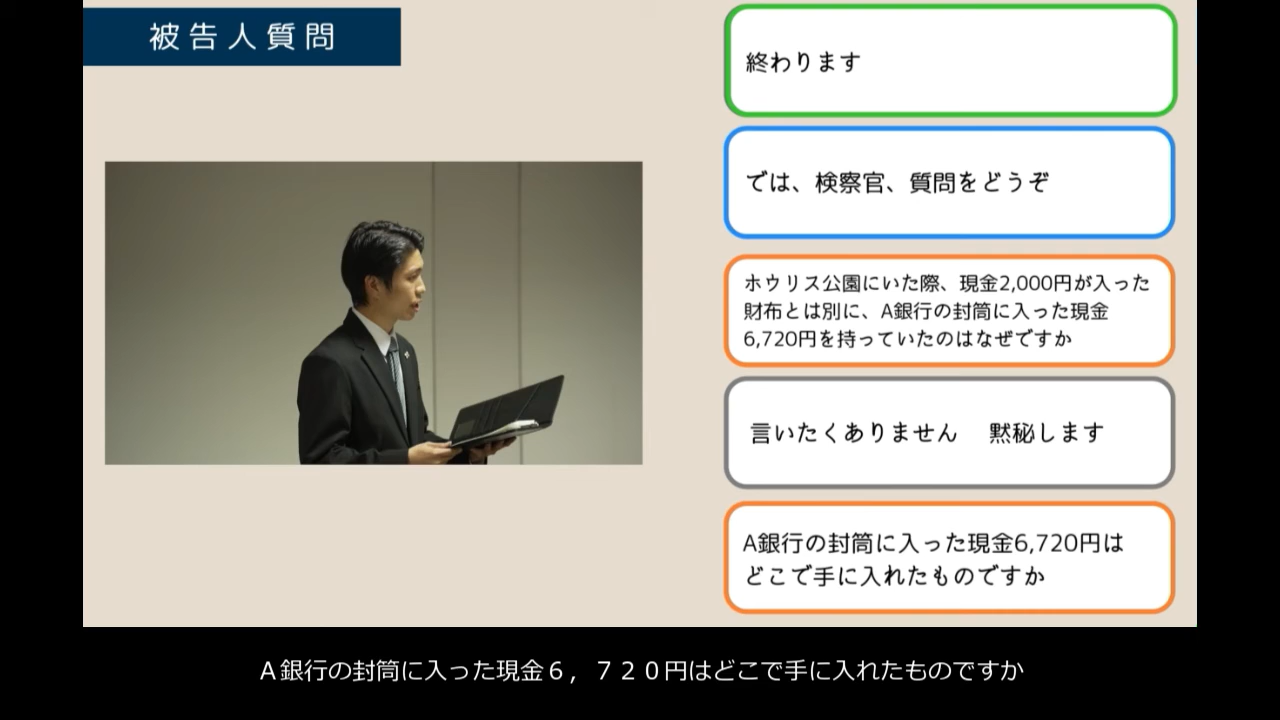 被告人質問
終わります
では、検察官、質問をどうぞ
ホウリス公園にいた際、現金2,000円が入った
財布とは別に、A銀行の封筒に入った現金
6,720円を持っていたのはなぜですか
言いたくありません　黙秘します
A銀行の封筒に入った現金6,720円は
どこで手に入れたものですか
Ａ銀行の封筒に入った現金６，７２０円はどこで手に入れたものですか